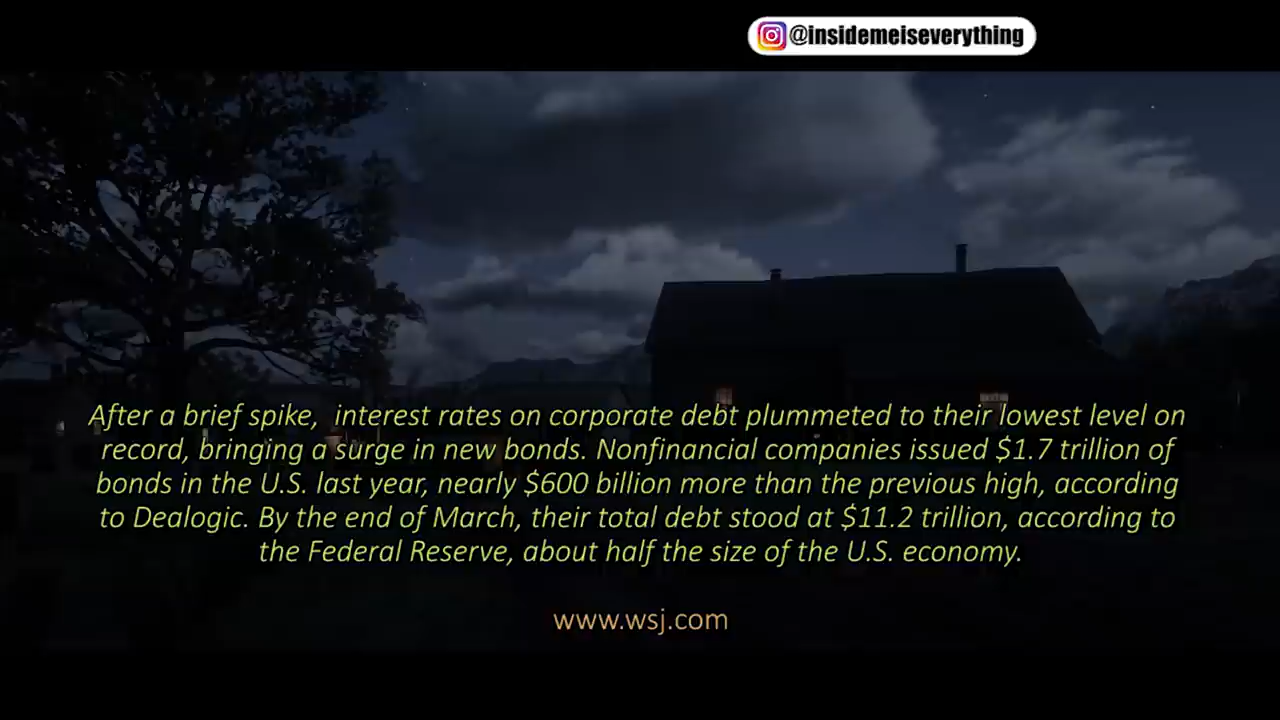 @insidemeiseverything
After a brief spike,  interest rates on corporate debt plummeted to their lowest level on
record, bringing a surge in new bonds. Nonfinancial companies issued $1.7 trillion of
bonds in the U.S. last year, nearly $600 billion more than the previous high, according
to Dealogic. By the end of March, their total debt stood at $11.2 trillion, according to
the Federal Reserve, about half the size of the U.S. economy.
www.wsj.com